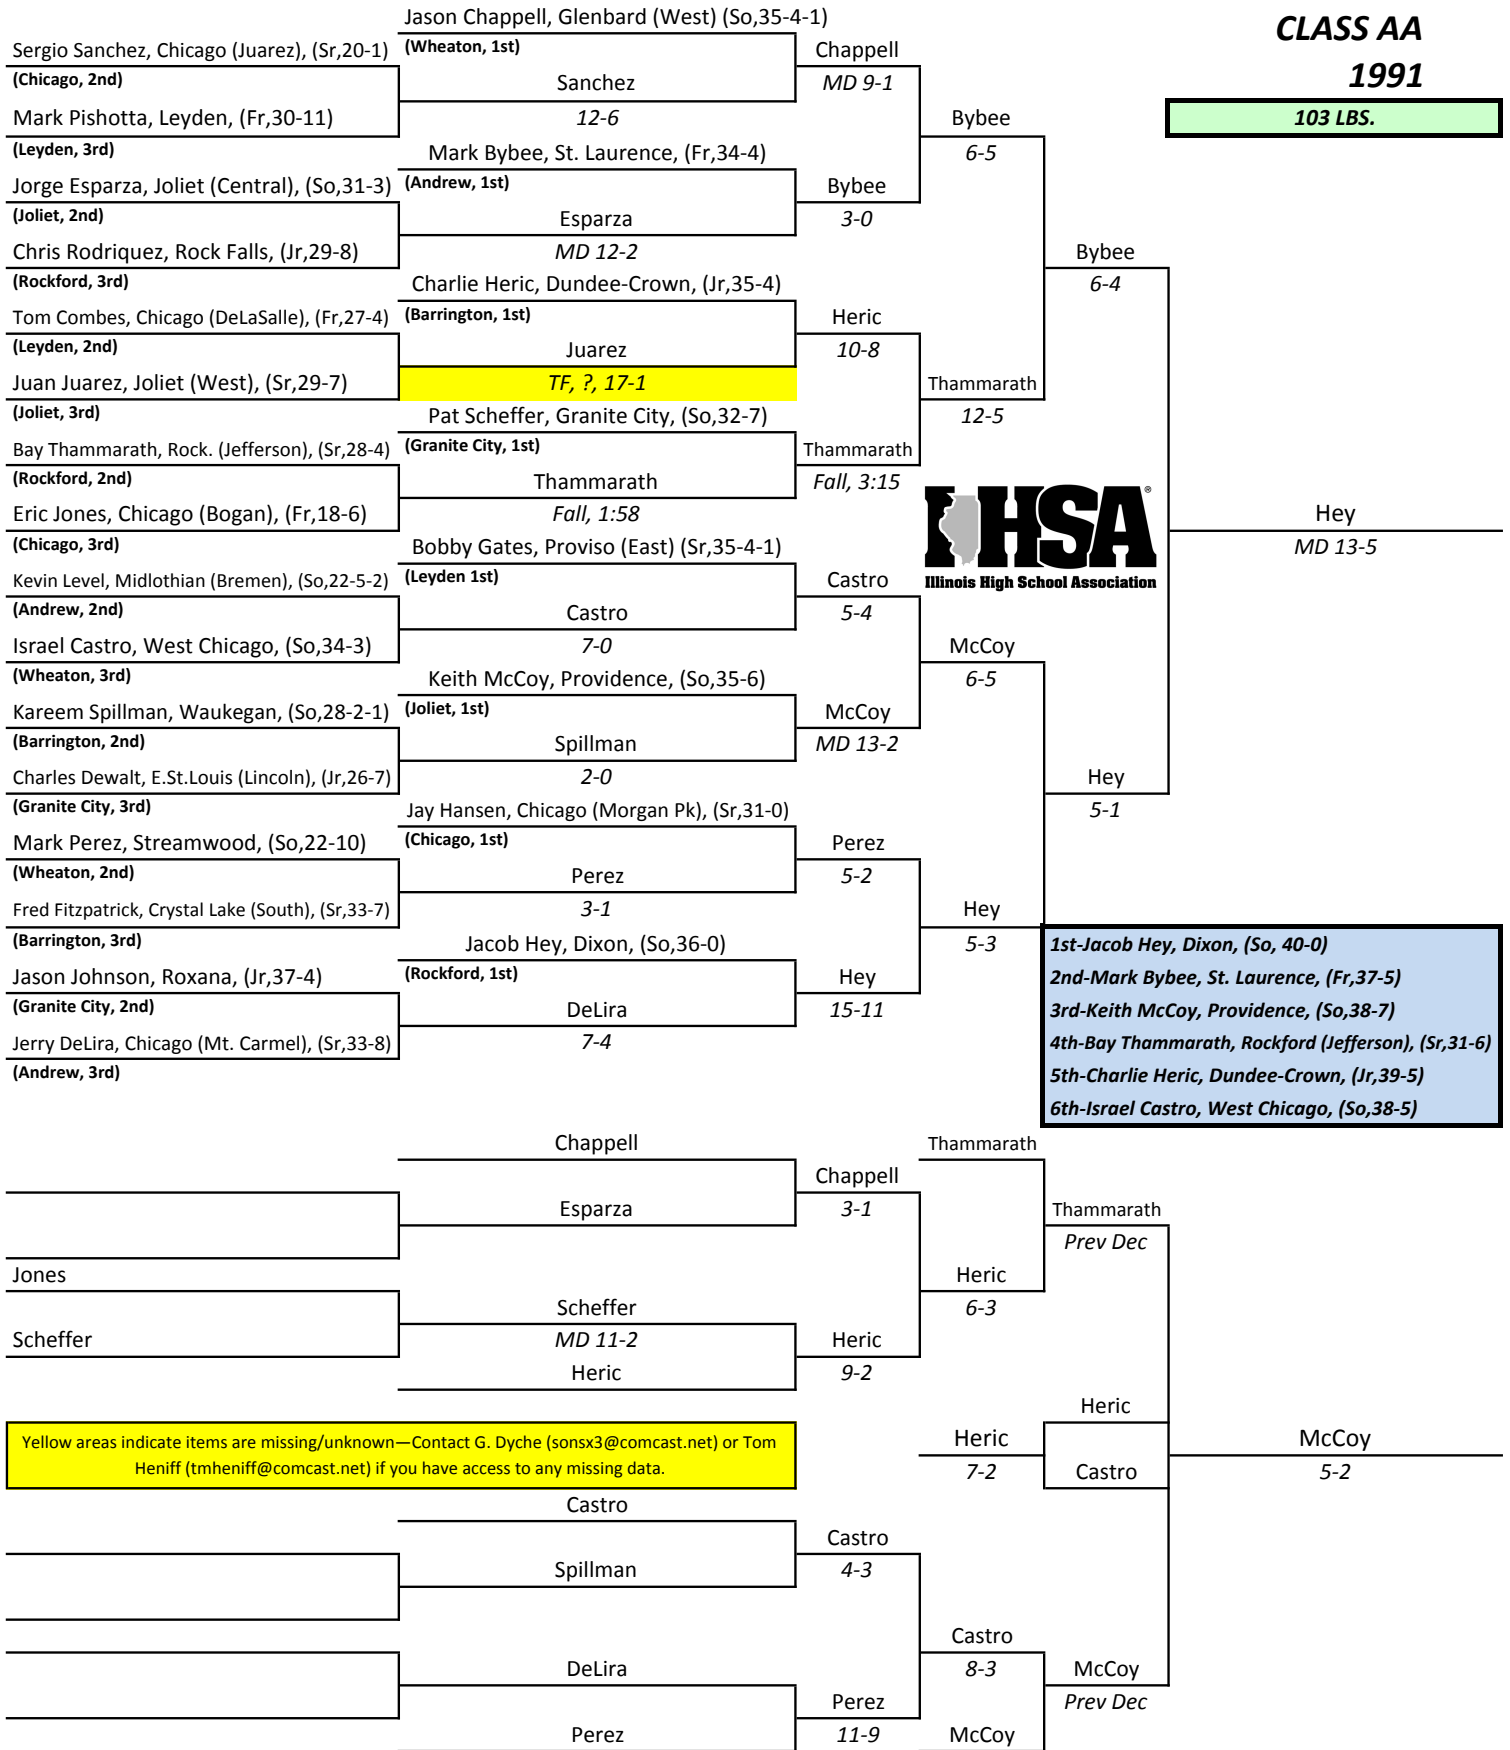 Jason Chappell, Glenbard (West) (So,35-4-1)
CLASS AA
Sergio Sanchez, Chicago (Juarez), (Sr,20-1)
(Wheaton, 1st)
Chappell
(Chicago, 2nd)
Sanchez
MD 9-1
1991
Mark Pishotta, Leyden, (Fr,30-11)
12-6
Bybee
103 LBS.
(Leyden, 3rd)
Mark Bybee, St. Laurence, (Fr,34-4)
6-5
Jorge Esparza, Joliet (Central), (So,31-3)
(Andrew, 1st)
Bybee
(Joliet, 2nd)
Esparza
3-0
Chris Rodriquez, Rock Falls, (Jr,29-8)
MD 12-2
Bybee
(Rockford, 3rd)
Charlie Heric, Dundee-Crown, (Jr,35-4)
6-4
Tom Combes, Chicago (DeLaSalle), (Fr,27-4)
(Barrington, 1st)
Heric
(Leyden, 2nd)
Juarez
10-8
Juan Juarez, Joliet (West), (Sr,29-7)
TF, ?, 17-1
Thammarath
(Joliet, 3rd)
Pat Scheffer, Granite City, (So,32-7)
12-5
Bay Thammarath, Rock. (Jefferson), (Sr,28-4)
(Granite City, 1st)
Thammarath
(Rockford, 2nd)
Thammarath
Fall, 3:15
Eric Jones, Chicago (Bogan), (Fr,18-6)
Fall, 1:58
IHSA®
Hey
(Chicago, 3rd)
Bobby Gates, Proviso (East) (Sr,35-4-1)
MD 13-5
Kevin Level, Midlothian (Bremen), (So,22-5-2)
(Leyden 1st)
Castro
Illinois High School Association
(Andrew, 2nd)
Castro
5-4
Israel Castro, West Chicago, (So,34-3)
7-0
McCoy
(Wheaton, 3rd)
Keith McCoy, Providence, (So,35-6)
6-5
Kareem Spillman, Waukegan, (So,28-2-1)
(Joliet, 1st)
McCoy
(Barrington, 2nd)
Spillman
MD 13-2
Charles Dewalt, E.St.Louis (Lincoln), (Jr,26-7)
2-0
Hey
(Granite City, 3rd)
Jay Hansen, Chicago (Morgan Pk), (Sr,31-0)
5-1
Mark Perez, Streamwood, (So,22-10)
(Chicago, 1st)
Perez
(Wheaton, 2nd)
Perez
5-2
Fred Fitzpatrick, Crystal Lake (South), (Sr,33-7)
3-1
Hey
(Barrington, 3rd)
Jacob Hey, Dixon, (So,36-0)
5-3
1st-Jacob Hey, Dixon, (So, 40-0)
Jason Johnson, Roxana, (Jr,37-4)
(Rockford, 1st)
Hey
2nd-Mark Bybee, St. Laurence, (Fr,37-5)
(Granite City, 2nd)
DeLira
15-11
3rd-Keith McCoy, Providence, (So,38-7)
Jerry DeLira, Chicago (Mt. Carmel), (Sr,33-8)
7-4
4th-Bay Thammarath, Rockford (Jefferson), (Sr,31-6)
(Andrew, 3rd)
5th-Charlie Heric, Dundee-Crown, (Jr,39-5)
6th-Israel Castro, West Chicago, (So,38-5)
Chappell
Thammarath
Chappell
Esparza
3-1
Thammarath
Prev Dec
Jones
Heric
Scheffer
6-3
Scheffer
MD 11-2
Heric
Heric
9-2
Heric
Yellow areas indicate items are missing/unknown—Contact G. Dyche (sonsx3@comcast.net) or Tom
Heniff (tmheniff@comcast.net) if you have access to any missing data.
Heric
McCoy
7-2
Castro
5-2
Castro
Castro
Spillman
4-3
Castro
DeLira
8-3
McCoy
Perez
Prev Dec
Perez
11-9
McCoy